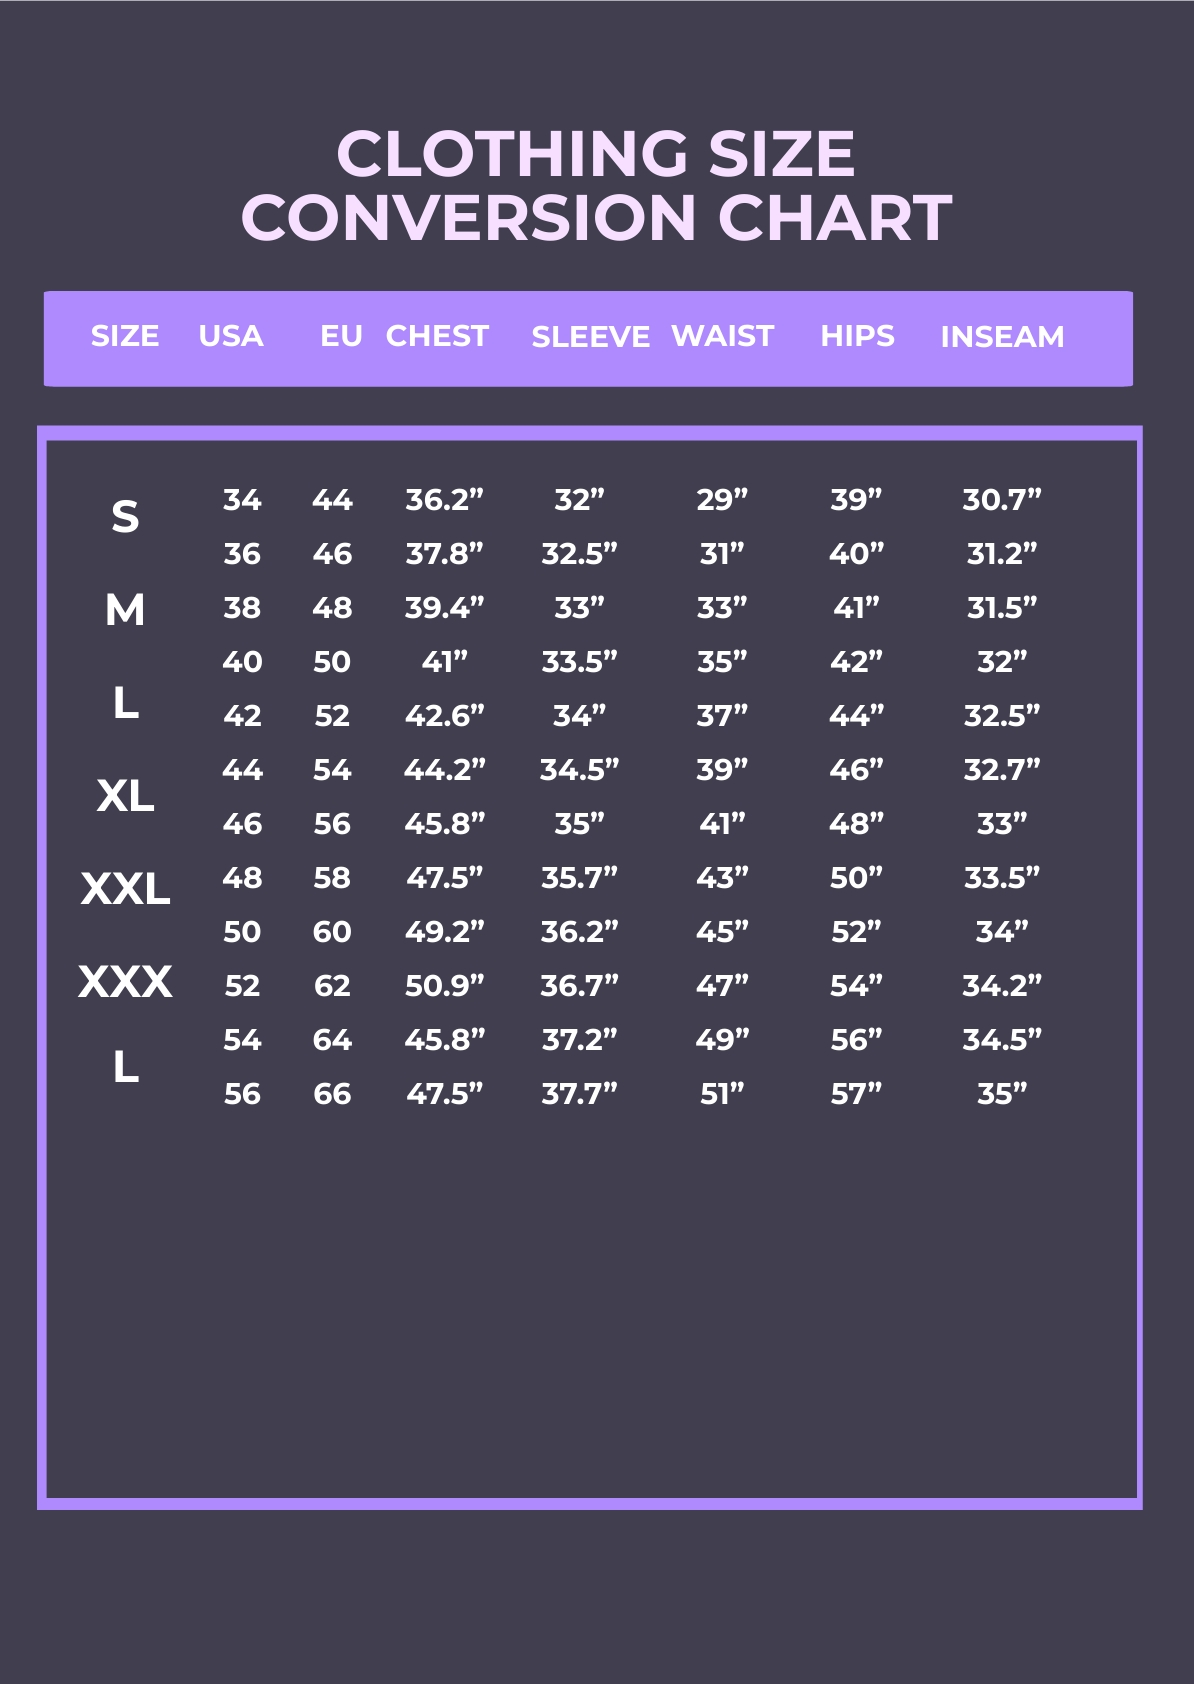 CLOTHING SIZE
CONVERSION CHART
SIZE USA EU CHEST SLEEVE WAIST HIPS INSEAM
S
34 44 36.2” 32” 29” 39” 30.7”
36 46 37.8” 32.5” 31” 40” 31.2”
M
38 48 39.4” 33” 33” 41” 31.5”
40 50 41” 33.5” 35” 42” 32”
L
42 52 42.6” 34” 37” 44” 32.5”
44 54 44.2” 34.5” 39” 46” 32.7”
XL
46 56 45.8” 35” 41” 48” 33”
48 58 47.5” 35.7” 43” 50” 33.5”
XXL
50 60 49.2” 36.2” 45” 52” 34”
XXX
52 62 50.9” 36.7” 47” 54” 34.2”
54 64 45.8” 37.2” 49” 56” 34.5”
L
56 66 47.5” 37.7” 51” 57” 35”